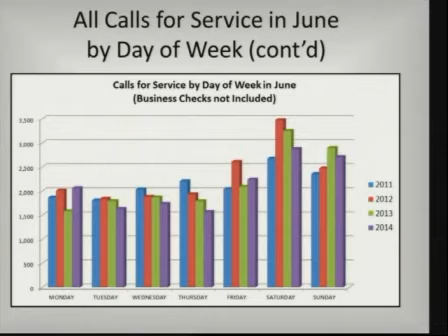 All Calls for Service in June
by Day of Week (cont'd)
Calls for Service by Day of Week in June
(Business Checks not Included)
3,500
3,000
2,500
2,000
1,500
1,000
500
0
MONDAY TUESDAY WEDNESDAY THURSDAY FRIDAY SATURDAY SUNDAY
2011
2012
2013
2014